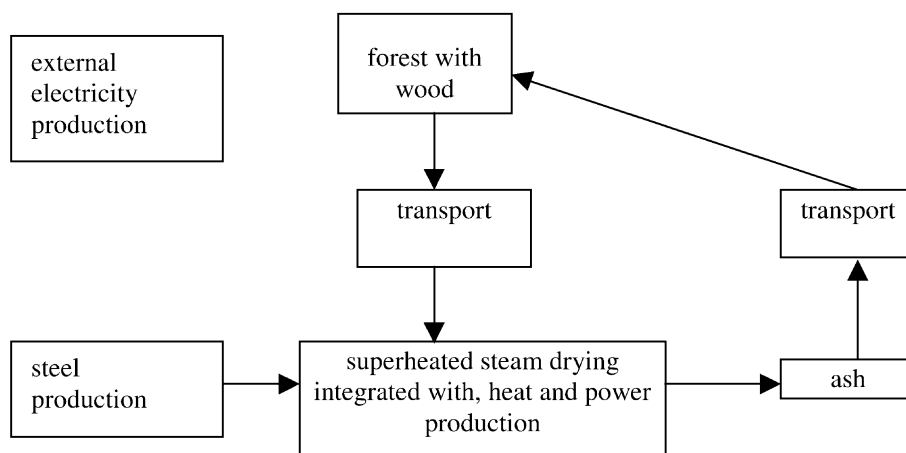 external
electricity
production
forest with
wood
transport
transport
steel
production
superheated steam drying
integrated with, heat and power
production
ash